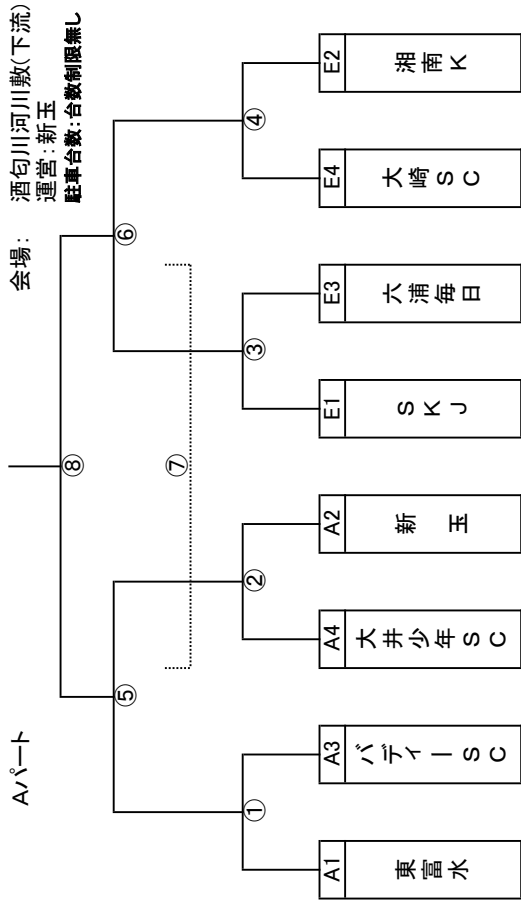 Aパート
会場:
酒匂川河川敷(下流)
運営:新玉
駐車台数:台数制限無し
⑧
⑤
⑥
⑦
①
②
③
④
A1
東富水
A3
バディーSC
A4
大井少年SC
A2
新玉
E1
SKJ
E3
大浦毎日
E4
大崎SC
E2
湘南K